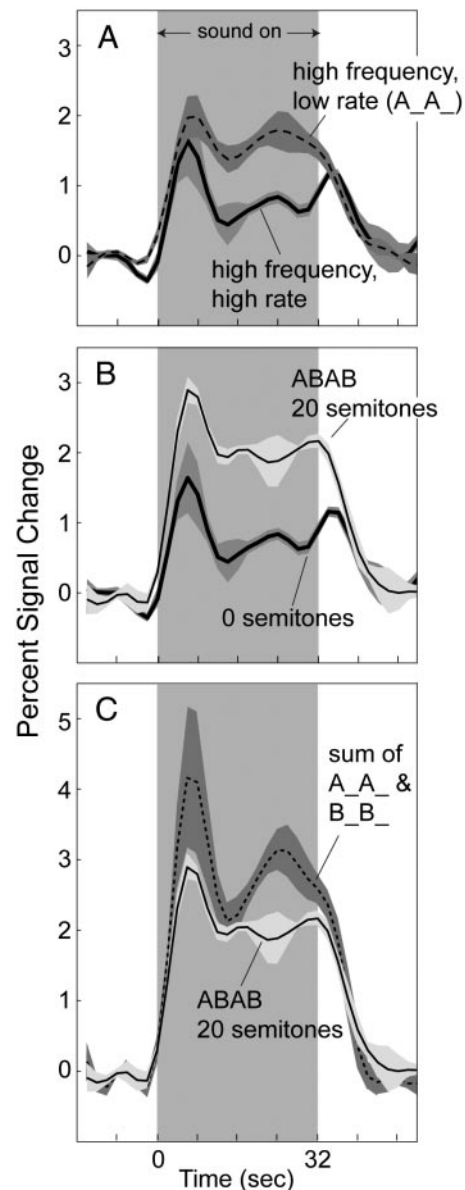 A
sound on
3
2
1
0
high frequency,
low rate (A_A_)
high frequency,
high rate
B
3
2
1
0
ABAB
20 semitones
0 semitones
Percent Signal Change
C
5
4
3
2
1
0
sum of
A_A_ &
B_B_
ABAB
20 semitones
0
32
Time (sec)